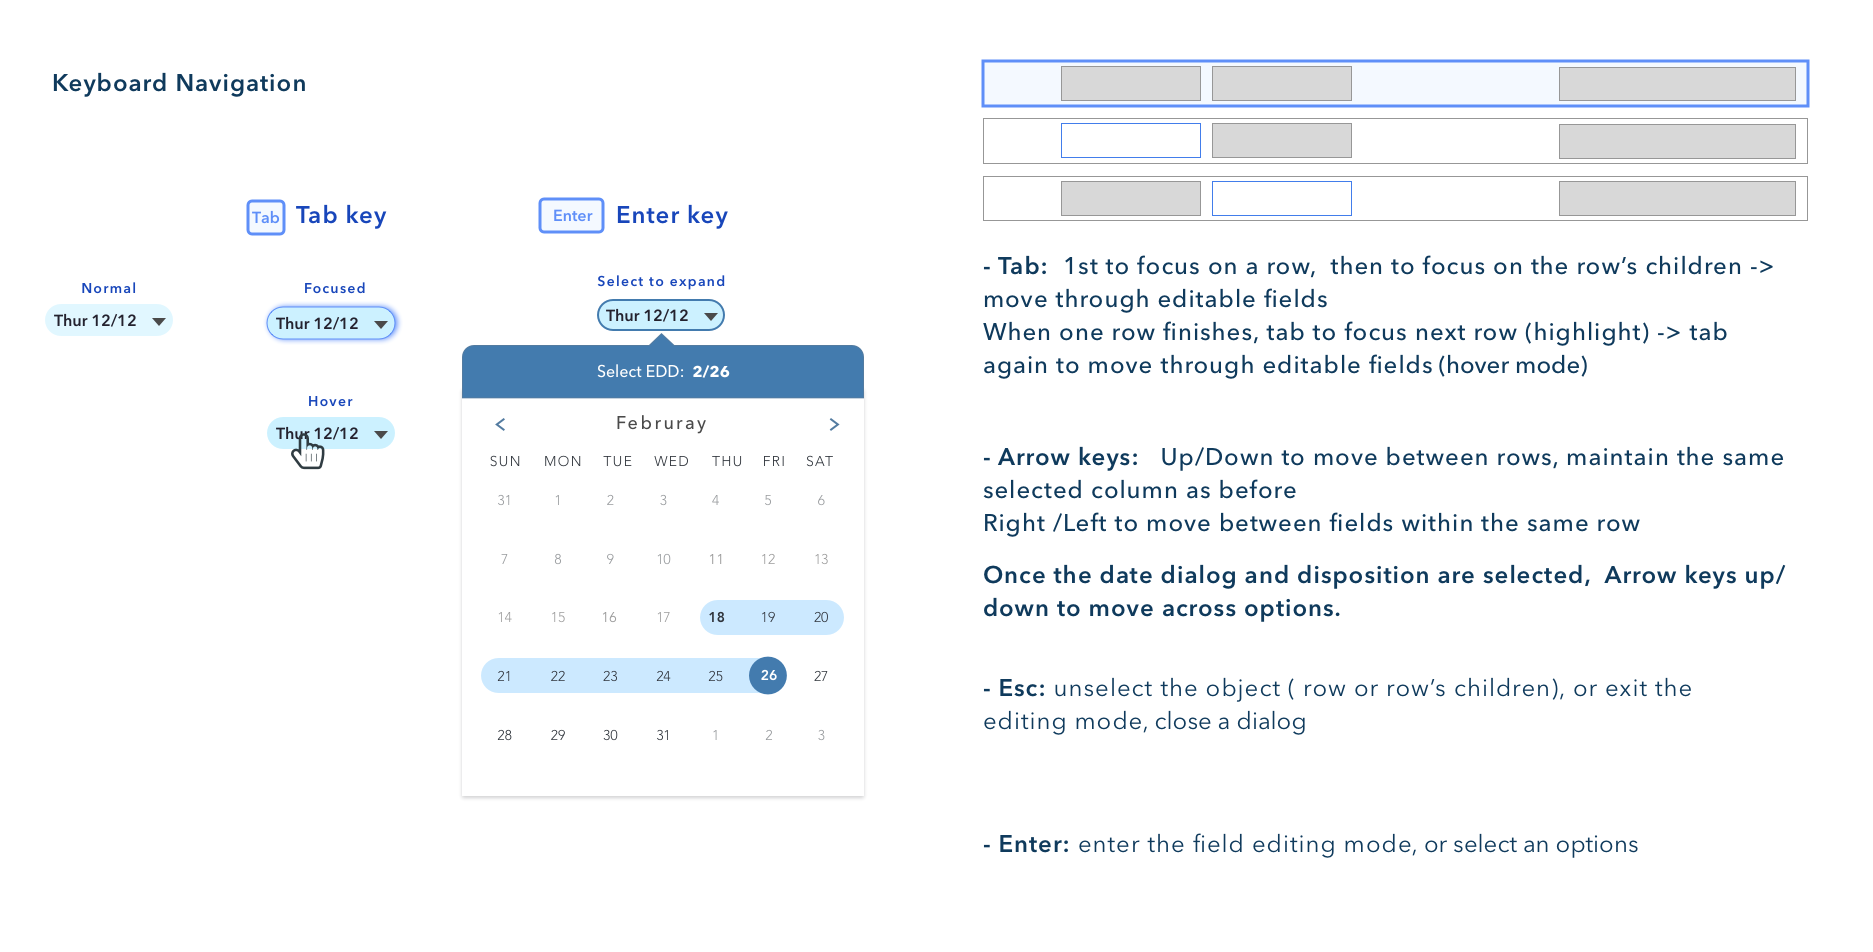 Keyboard Navigation
Tab Tab key
Enter Enter key
Normal
Thur 12/12
Focused
Thur 12/12
Hover
Thur 12/12
Select to expand
Thur 12/12
Select EDD: 2/26
< Februray >
SUN MON TUE WED THU FRI SAT
31 1 2 3 4 5 6
7 8 9 10 11 12 13
14 15 16 17 18 19 20
21 22 23 24 25 26 27
28 29 30 31 1 2 3
- Tab: 1st to focus on a row, then to focus on the row’s children ->
move through editable fields
When one row finishes, tab to focus next row (highlight) -> tab
again to move through editable fields (hover mode)
- Arrow keys: Up/Down to move between rows, maintain the same
selected column as before
Right /Left to move between fields within the same row
Once the date dialog and disposition are selected, Arrow keys up/
down to move across options.
- Esc: unselect the object ( row or row’s children), or exit the
editing mode, close a dialog
- Enter: enter the field editing mode, or select an options